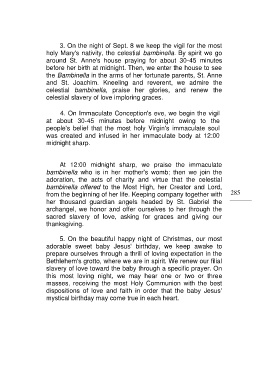 3. On the night of Sept. 8 we keep the vigil for the most
holy Mary's nativity, the celestial bambinella. By spirit we go
around St. Anne's house praying for about 30-45 minutes
before her birth at midnight. Then, we enter the house to see
the Bambinella in the arms of her fortunate parents, St. Anne
and St. Joachim. Kneeling and reverent, we admire the
celestial bambinella, praise her glories, and renew the
celestial slavery of love imploring graces.
4. On Immaculate Conception's eve, we begin the vigil
at about 30-45 minutes before midnight owing to the
people's belief that the most holy Virgin's immaculate soul
was created and infused in her immaculate body at 12:00
midnight sharp.
At 12:00 midnight sharp, we praise the immaculate
bambinella who is in her mother's womb; then we join the
adoration, the acts of charity and virtue that the celestial
bambinella offered to the Most High, her Creator and Lord,
from the beginning of her life. Keeping company together with
her thousand guardian angels headed by St. Gabriel the
archangel, we honor and offer ourselves to her through the
sacred slavery of love, asking for graces and giving our
thanksgiving.
285
5. On the beautiful happy night of Christmas, our most
adorable sweet baby Jesus' birthday, we keep awake to
prepare ourselves through a thrill of loving expectation in the
Bethlehem's grotto, where we are in spirit. We renew our filial
slavery of love toward the baby through a specific prayer. On
this most loving night, we may hear one or two or three
masses, receiving the most Holy Communion with the best
dispositions of love and faith in order that the baby Jesus'
mystical birthday may come true in each heart.